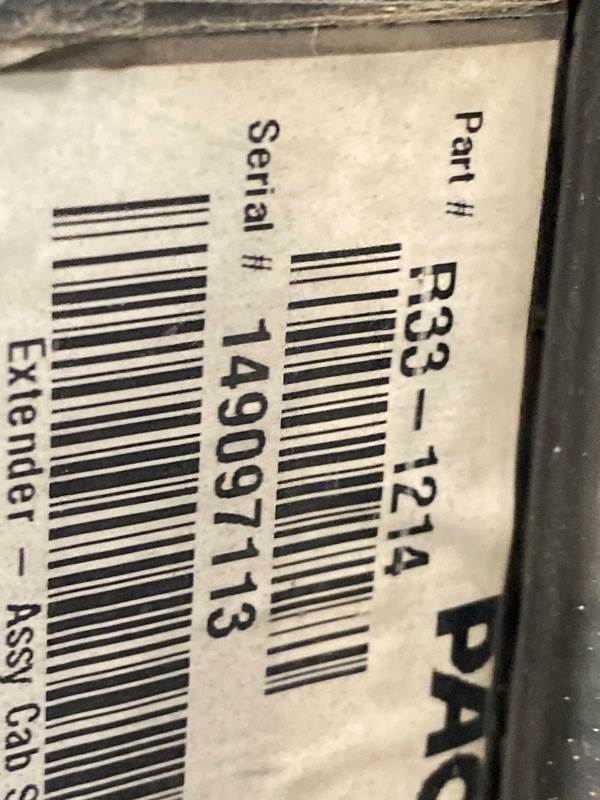 PAC
Part # R33-1214
Serial # 149097113
Extender - Assy Cab S